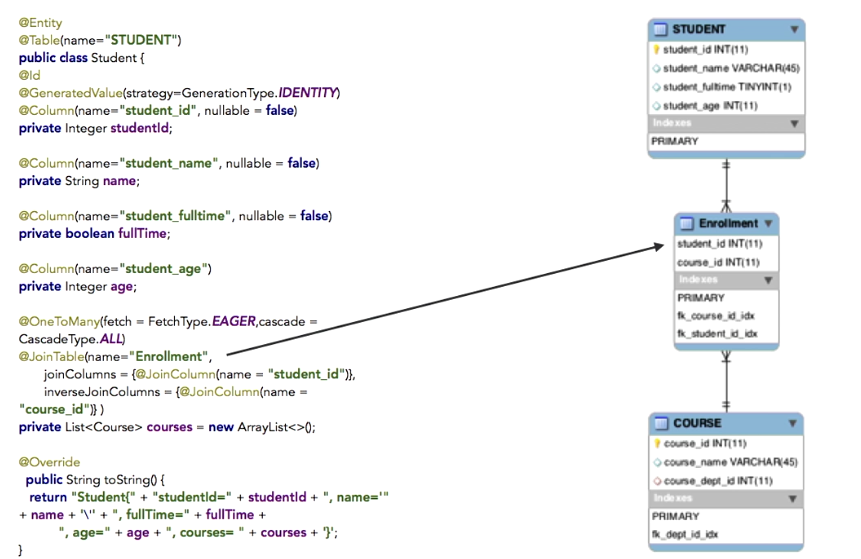 @Entity
@Table(name="STUDENT")
public class Student {
@Id
@GeneratedValue(strategy=GenerationType.IDENTITY)
@Column(name="student_id", nullable = false)
private Integer studentId;
@Column(name="student_name", nullable = false)
private String name;
@Column(name="student_fulltime", nullable = false)
private boolean fullTime;
@Column(name="student_age")
private Integer age;
@OneToMany(fetch = FetchType.EAGER,cascade =
CascadeType.ALL)
@JoinTable(name="Enrollment",
joinColumns = {@JoinColumn(name = "student_id")},
inverseJoinColumns = {@JoinColumn(name =
"course_id")} )
private List<Course> courses = new ArrayList<>();
@Override
public String toString() {
return "Student{" + "studentId=" + studentId + ", name='"
+ name + '\'' + ", fullTime=" + fullTime +
", age=" + age + ", courses= " + courses + '}';
}
STUDENT
student_id INT(11)
student_name VARCHAR(45)
student_fulltime TINYINT(1)
student_age INT(11)
Indexes
PRIMARY
Enrollment
student_id INT(11)
course_id INT(11)
Indexes
PRIMARY
fk_course_id_idx
fk_student_id_idx
COURSE
course_id INT(11)
course_name VARCHAR(45)
course_dept_id INT(11)
Indexes
PRIMARY
fk_dept_id_idx